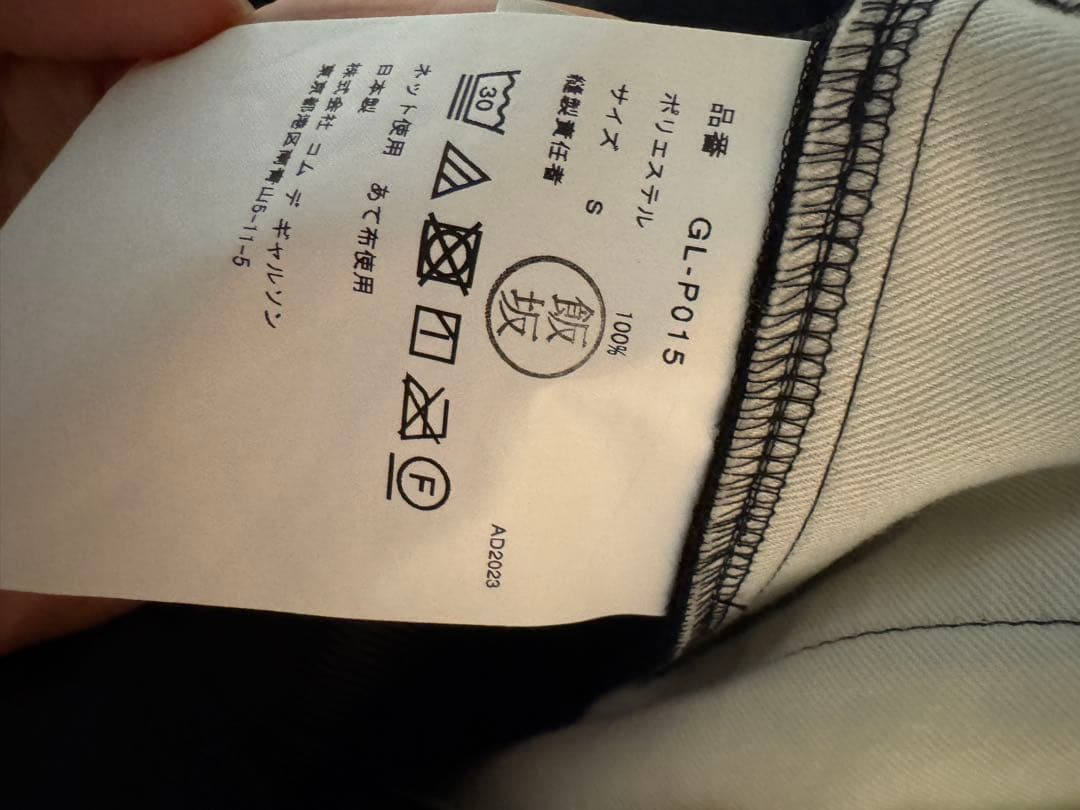 品番 GL-P015
ポリエステル 100%
サイズ S
縫製責任者 飯坂
30
F
AD2023
ネット使用 あて布使用
日本製
株式会社 コム デ ギャルソン
東京都港区南青山5-11-5